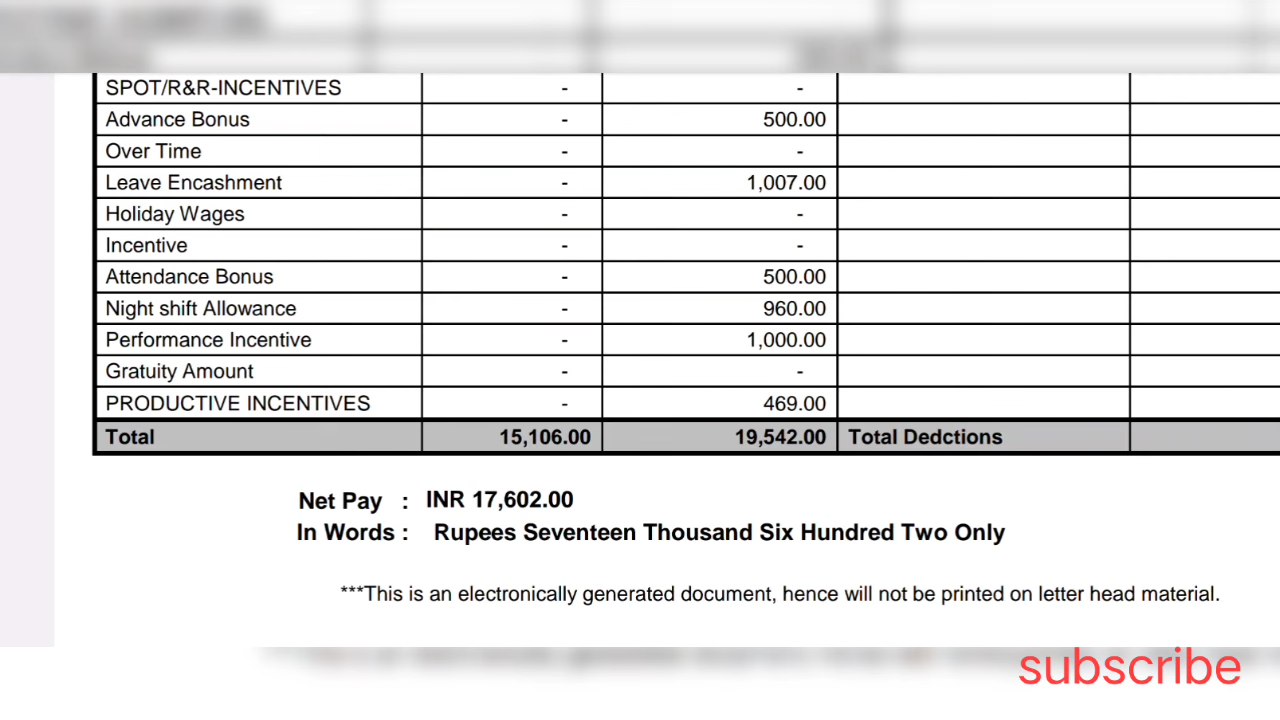 SPOT/R&R-INCENTIVES - -
Advance Bonus - 500.00
Over Time - -
Leave Encashment - 1,007.00
Holiday Wages - -
Incentive - -
Attendance Bonus - 500.00
Night shift Allowance - 960.00
Performance Incentive - 1,000.00
Gratuity Amount - -
PRODUCTIVE INCENTIVES - 469.00
Total 15,106.00 19,542.00 Total Dedctions
Net Pay : INR 17,602.00
In Words : Rupees Seventeen Thousand Six Hundred Two Only
***This is an electronically generated document, hence will not be printed on letter head material.
subscribe